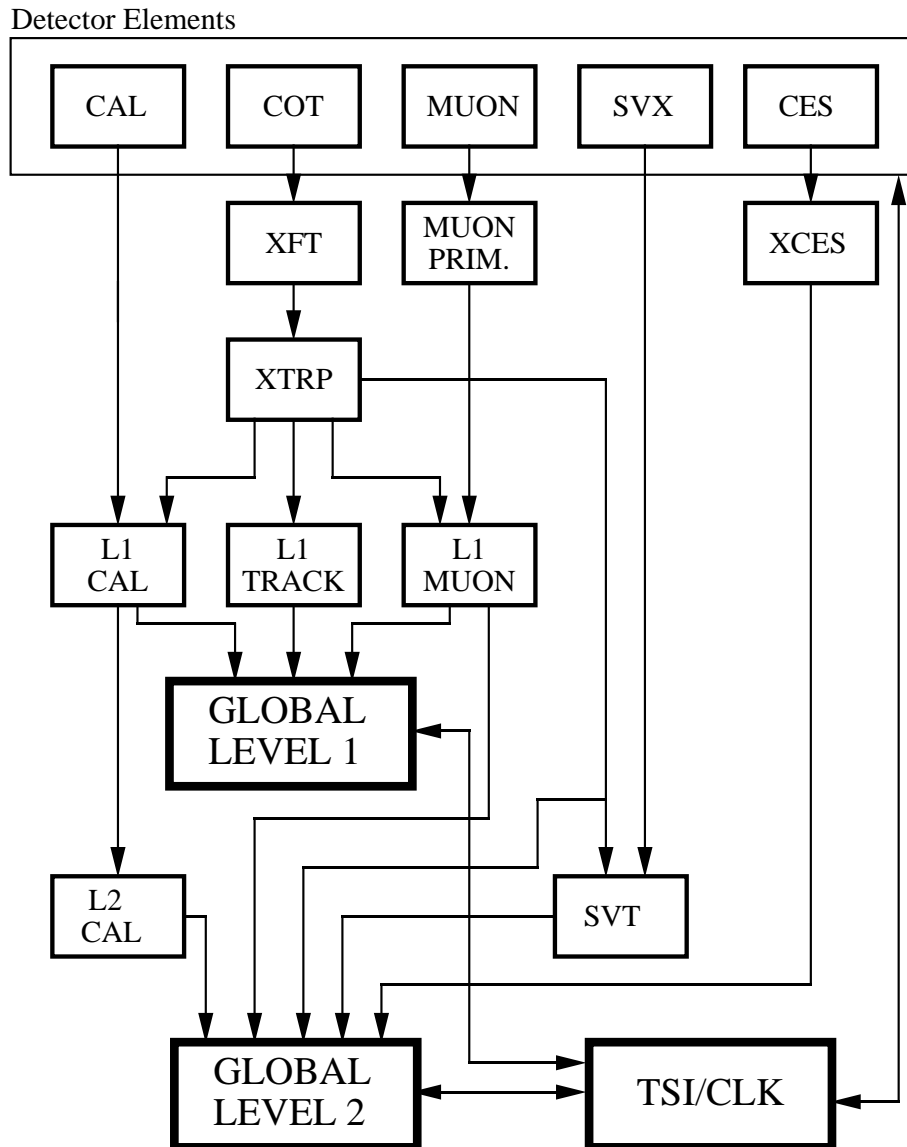 Detector Elements
CAL
COT
MUON
SVX
CES
XFT
MUON
PRIM.
XCES
XTRP
L1
CAL
L1
TRACK
L1
MUON
GLOBAL
LEVEL 1
L2
CAL
SVT
GLOBAL
LEVEL 2
TSI/CLK